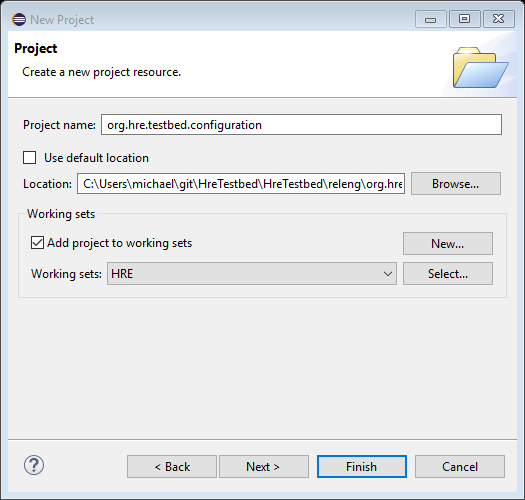 New Project
Project
Create a new project resource.
Project name: org.hre.testbed.configuration
Use default location
Location: C:\Users\michael\git\HreTestbed\HreTestbed\releng\org.hre Browse...
Working sets
Add project to working sets New...
Working sets: HRE Select...
? < Back Next > Finish Cancel